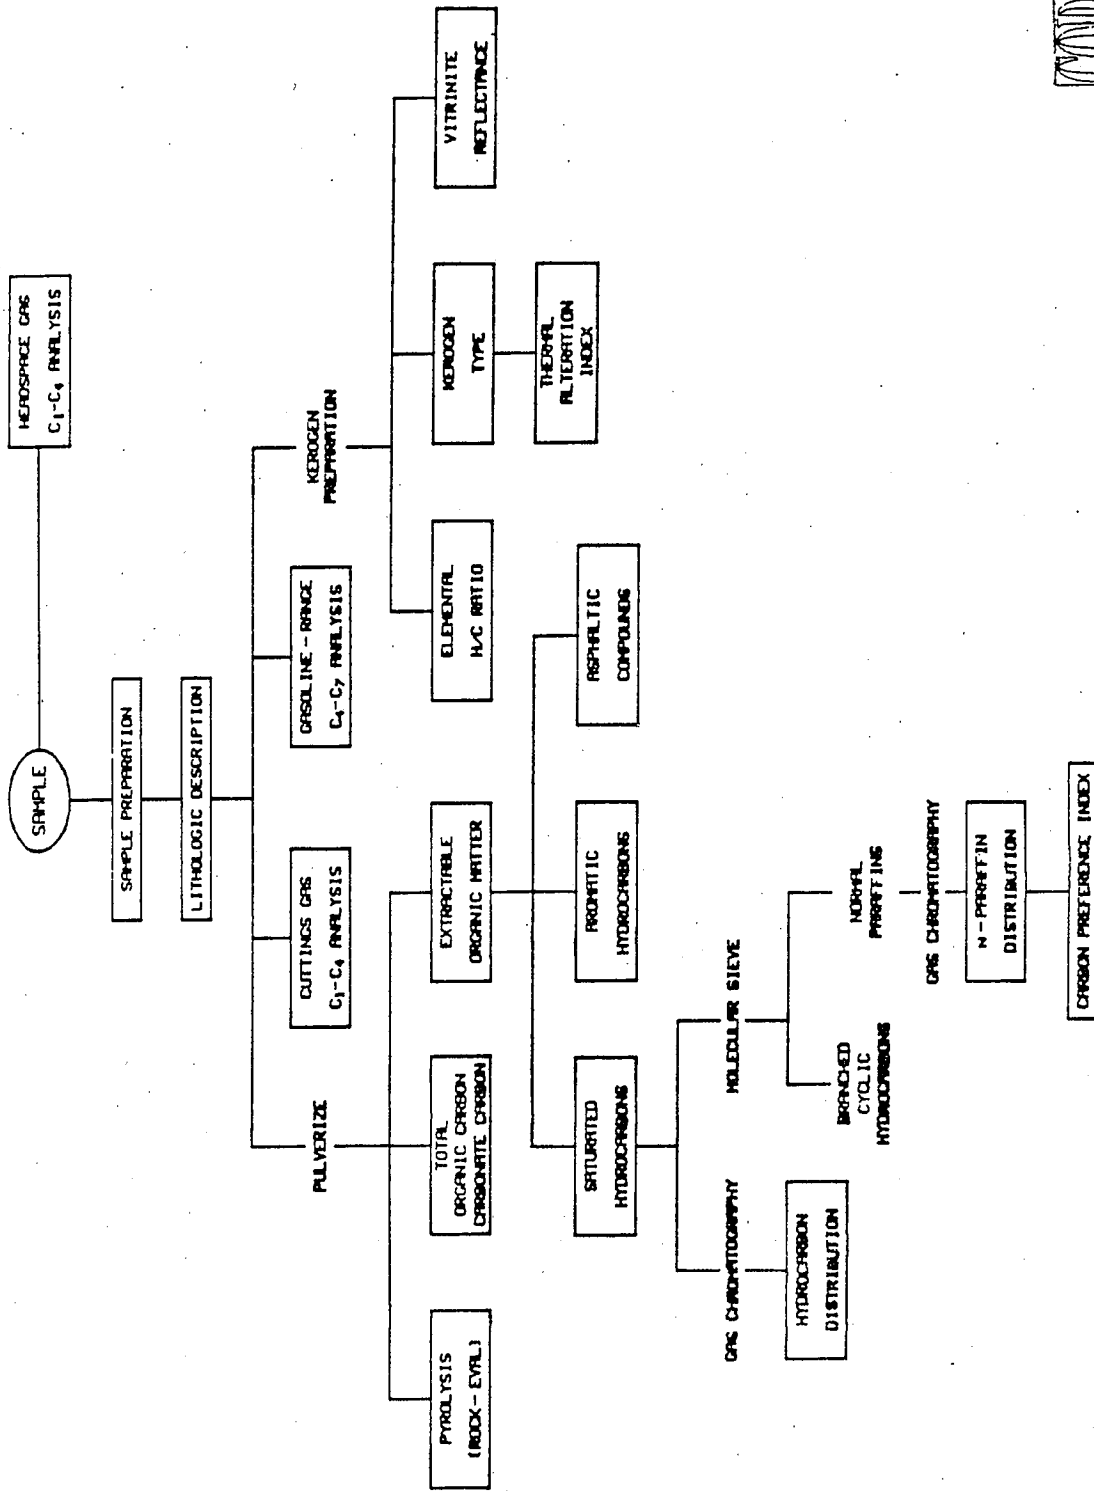 SAMPLE
HEADSPACE GAS
C1-C4 ANALYSIS
SAMPLE PREPARATION
LITHOLOGIC DESCRIPTION
PULVERIZE
CUTTINGS GAS
C1-C4 ANALYSIS
GASOLINE-RANGE
C4-C7 ANALYSIS
KEROGEN
PREPARATION
PYROLYSIS
(ROCK-EVAL)
TOTAL
ORGANIC CARBON
CARBONATE CARBON
EXTRACTABLE
ORGANIC MATTER
ELEMENTAL
H/C RATIO
KEROGEN
TYPE
VITRINITE
REFLECTANCE
THERMAL
ALTERATION
INDEX
SATURATED
HYDROCARBONS
AROMATIC
HYDROCARBONS
ASPHALTIC
COMPOUNDS
GAS CHROMATOGRAPHY
MOLECULAR SIEVE
HYDROCARBON
DISTRIBUTION
BRANCHED
CYCLIC
HYDROCARBONS
NORMAL
PARAFFINS
GAS CHROMATOGRAPHY
N-PARAFFIN
DISTRIBUTION
CARBON PREFERENCE INDEX